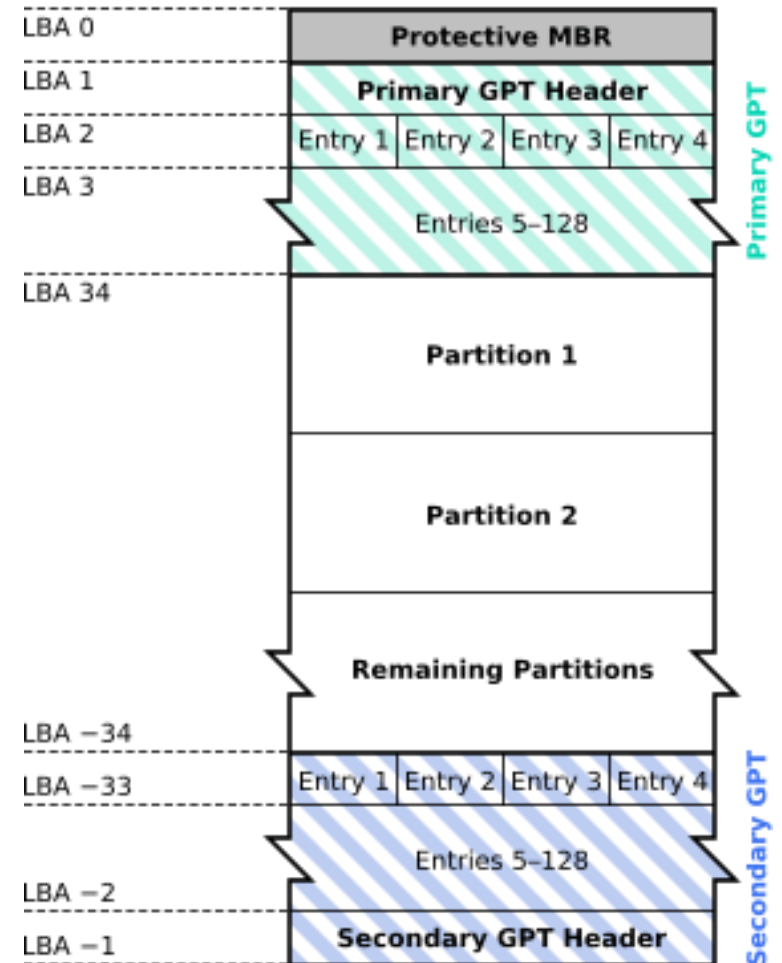 LBA 0
Protective MBR
LBA 1
Primary GPT Header
LBA 2
Entry 1 Entry 2 Entry 3 Entry 4
LBA 3
Entries 5–128
Primary GPT
LBA 34
Partition 1
Partition 2
Remaining Partitions
LBA −34
LBA −33
Entry 1 Entry 2 Entry 3 Entry 4
Entries 5–128
LBA −2
LBA −1
Secondary GPT Header
Secondary GPT